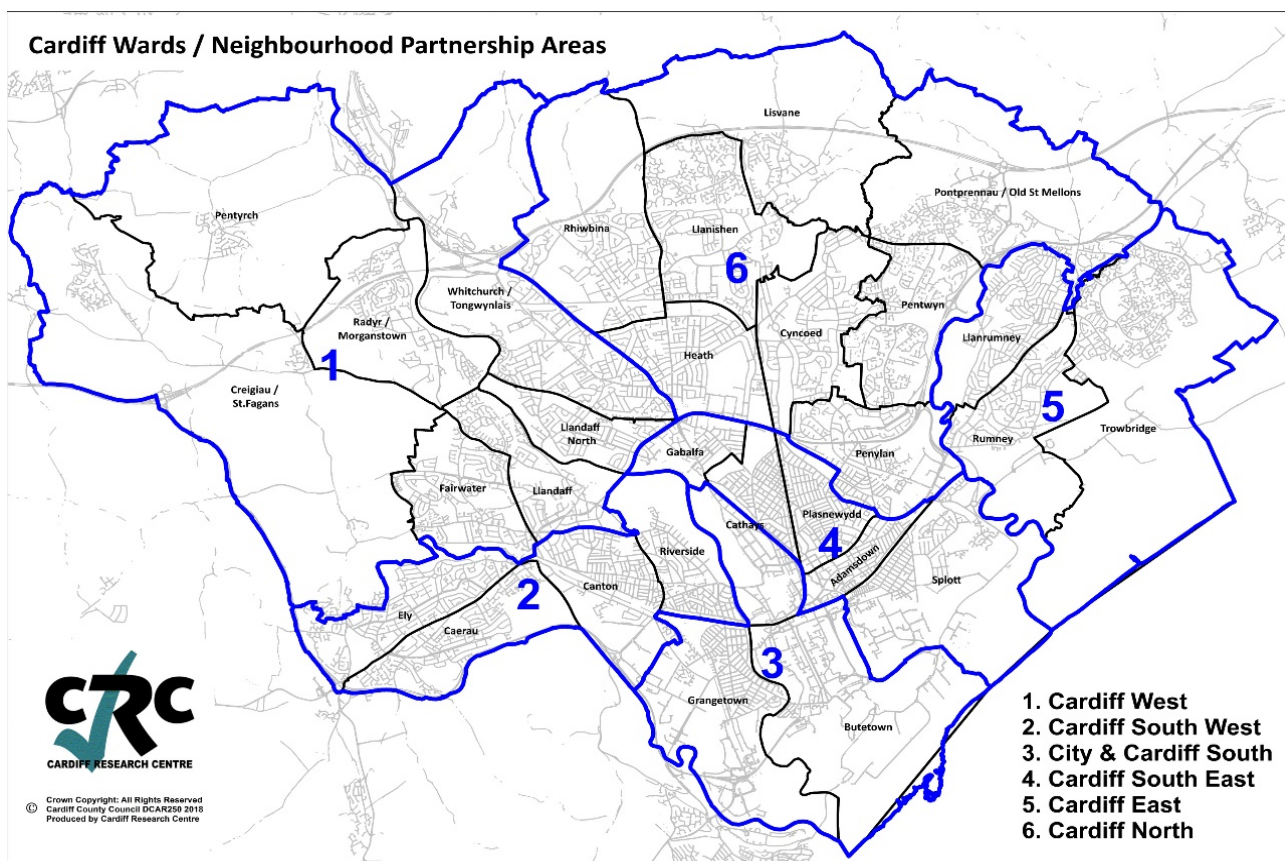 Cardiff Wards / Neighbourhood Partnership Areas
Lisvane
Pontprennau / Old St Mellons
Pentyrch
Rhiwbina
Llanishen
6
Whitchurch /
Tongwynlais
Pentwyn
Radyr /
Morganstown
Cyncoed
Llanrumney
Heath
1
Creigiau /
St.Fagans
5
Trowbridge
Llandaff
North
Rumney
Gabalfa
Penylan
Fairwater
Llandaff
Plasnewydd
Cathays
4
Riverside
Adamsdown
Splott
Canton
2
Ely
Caerau
3
Grangetown
Butetown
CRC
CARDIFF RESEARCH CENTRE
© Crown Copyright: All Rights Reserved
Cardiff County Council DCAR250 2018
Produced by Cardiff Research Centre
1. Cardiff West
2. Cardiff South West
3. City & Cardiff South
4. Cardiff South East
5. Cardiff East
6. Cardiff North